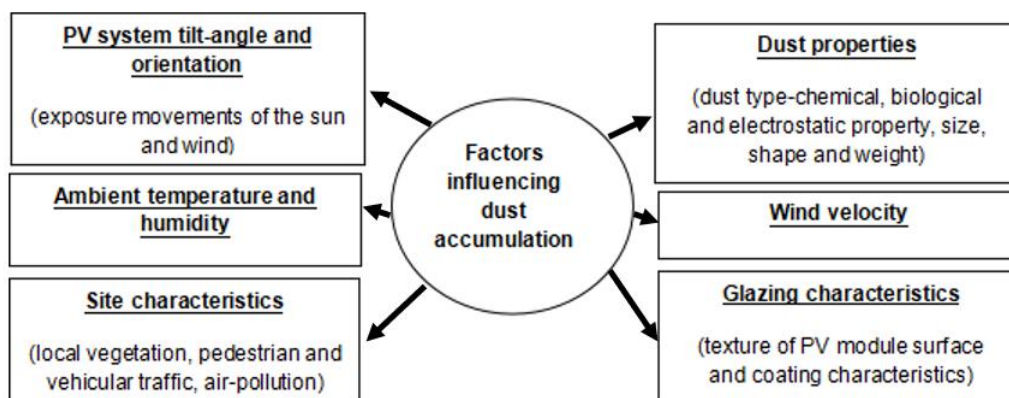 PV system tilt-angle and
orientation
(exposure movements of the sun
and wind)
Ambient temperature and
humidity
Site characteristics
(local vegetation, pedestrian and
vehicular traffic, air-pollution)
Factors
influencing
dust
accumulation
Dust properties
(dust type-chemical, biological
and electrostatic property, size,
shape and weight)
Wind velocity
Glazing characteristics
(texture of PV module surface
and coating characteristics)